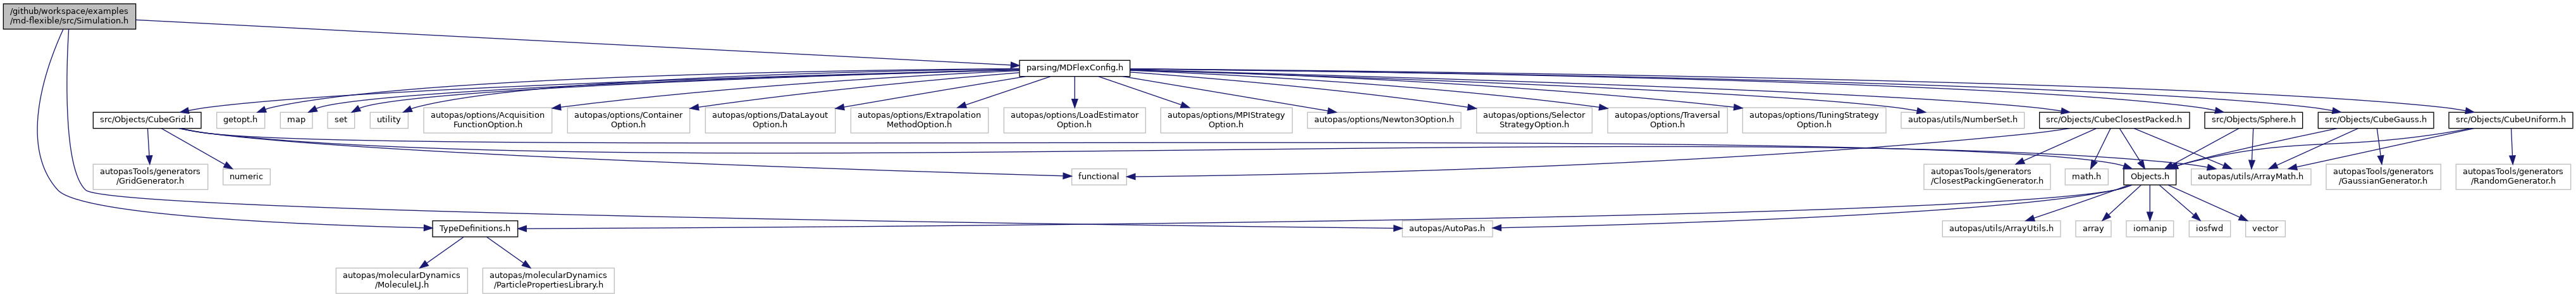 /github/workspace/examples
/md-flexible/src/Simulation.h
parsing/MDFlexConfig.h
src/Objects/CubeGrid.h
getopt.h
map
set
utility
autopas/options/Acquisition
FunctionOption.h
autopas/options/Container
Option.h
autopas/options/DataLayout
Option.h
autopas/options/Extrapolation
MethodOption.h
autopas/options/LoadEstimator
Option.h
autopas/options/MPIStrategy
Option.h
autopas/options/Newton3Option.h
autopas/options/Selector
StrategyOption.h
autopas/options/Traversal
Option.h
autopas/options/TuningStrategy
Option.h
autopas/utils/NumberSet.h
src/Objects/CubeClosestPacked.h
src/Objects/Sphere.h
src/Objects/CubeGauss.h
src/Objects/CubeUniform.h
autopasTools/generators
/GridGenerator.h
numeric
functional
autopasTools/generators
/ClosestPackingGenerator.h
math.h
Objects.h
autopas/utils/ArrayMath.h
autopasTools/generators
/GaussianGenerator.h
autopasTools/generators
/RandomGenerator.h
TypeDefinitions.h
autopas/AutoPas.h
autopas/utils/ArrayUtils.h
array
iomanip
iosfwd
vector
autopas/molecularDynamics
/MoleculeLJ.h
autopas/molecularDynamics
/ParticlePropertiesLibrary.h